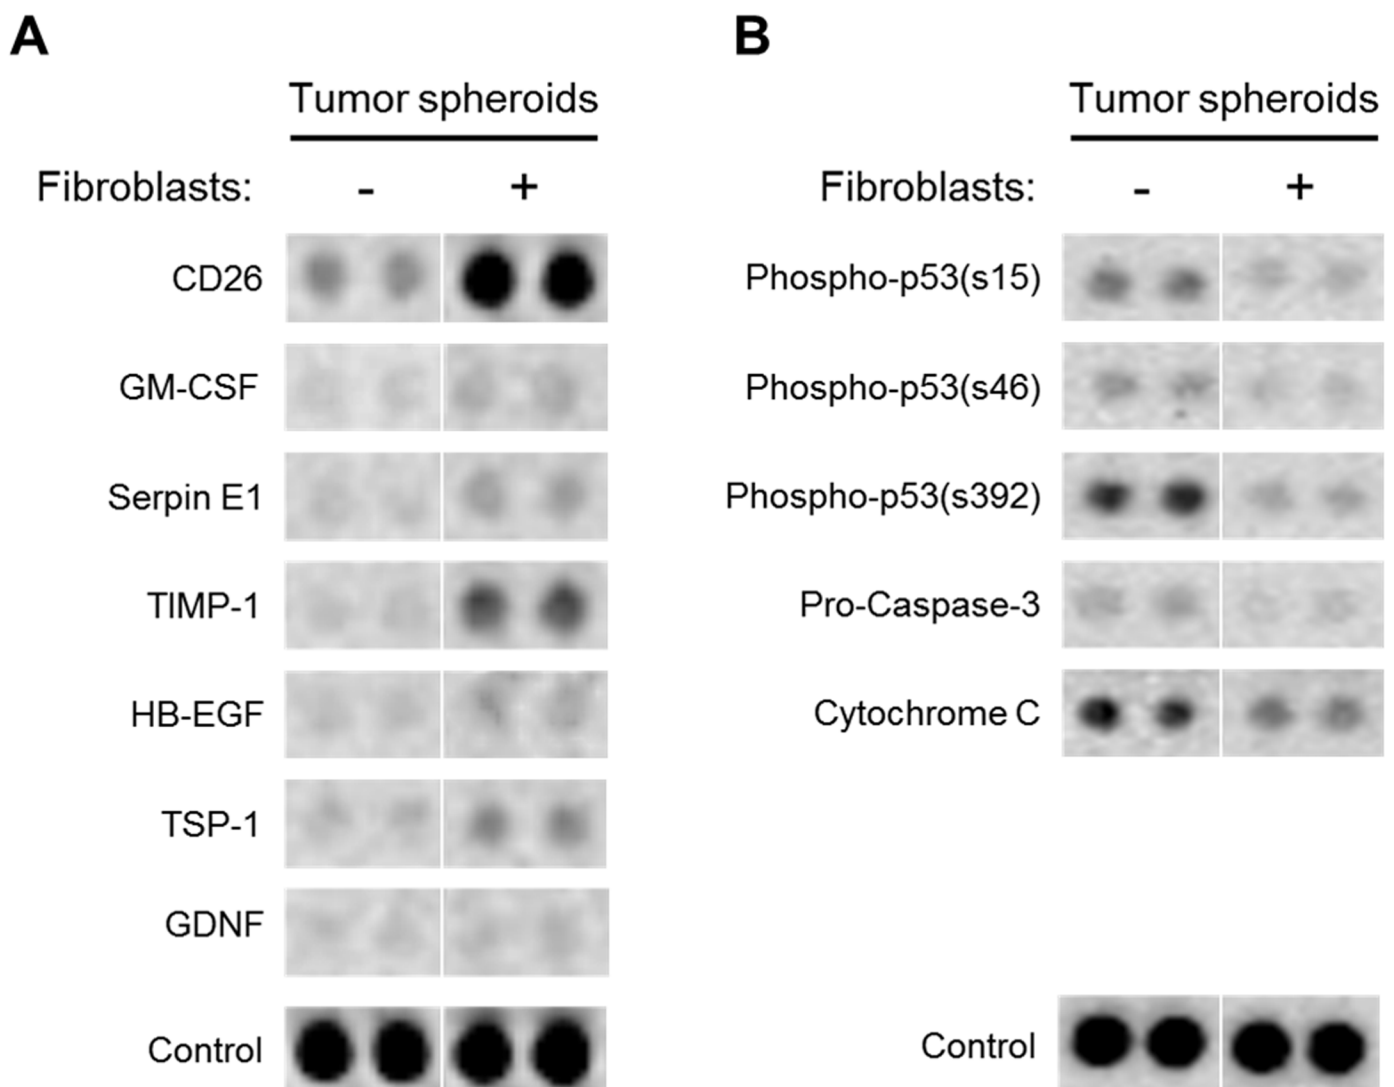 A
Tumor spheroids
Fibroblasts: - +
CD26
GM-CSF
Serpin E1
TIMP-1
HB-EGF
TSP-1
GDNF
Control
B
Tumor spheroids
Fibroblasts: - +
Phospho-p53(s15)
Phospho-p53(s46)
Phospho-p53(s392)
Pro-Caspase-3
Cytochrome C
Control